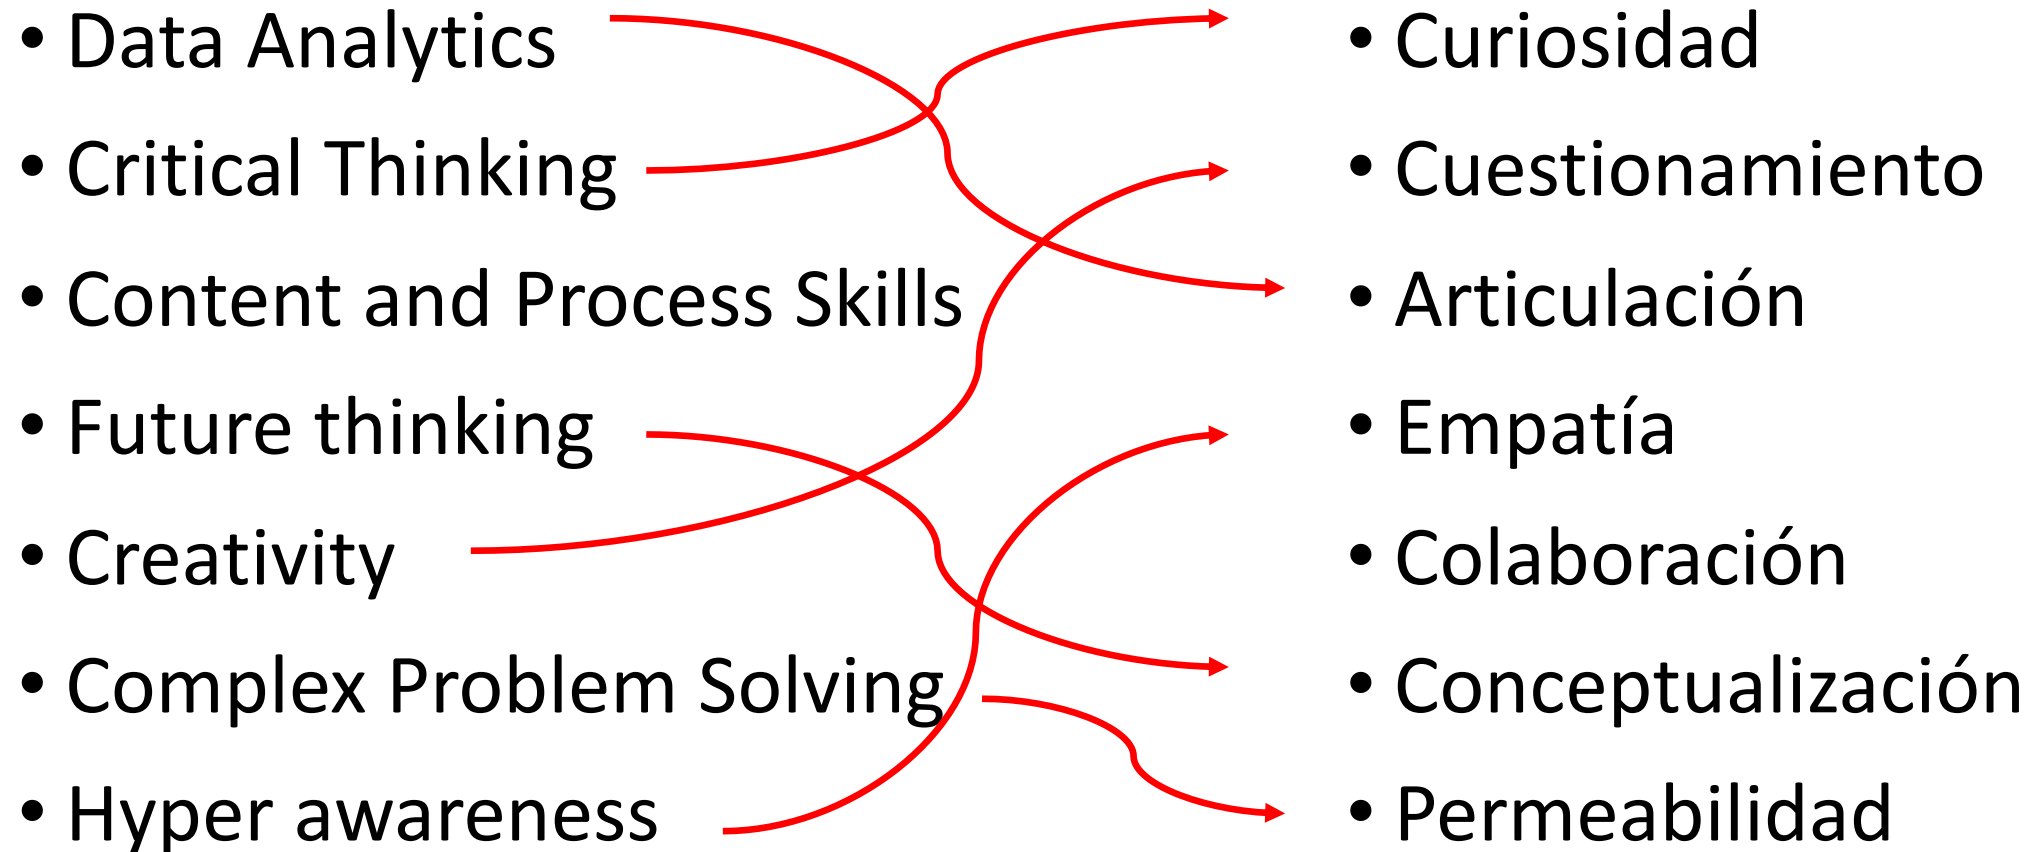 • Data Analytics
• Critical Thinking
• Content and Process Skills
• Future thinking
• Creativity
• Complex Problem Solving
• Hyper awareness
• Curiosidad
• Cuestionamiento
• Articulación
• Empatía
• Colaboración
• Conceptualización
• Permeabilidad